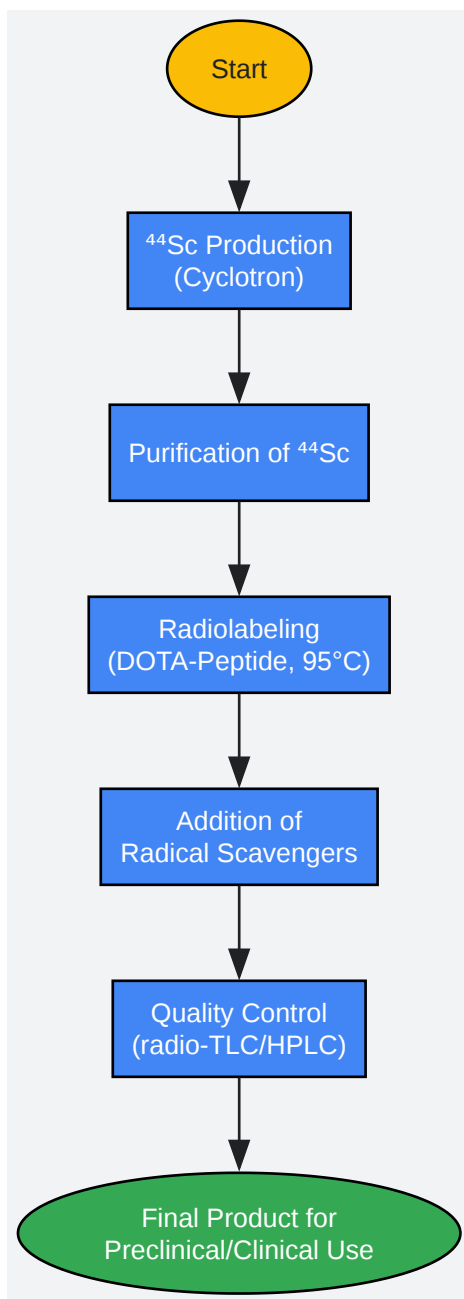 Start
⁴⁴Sc Production
(Cyclotron)
Purification of ⁴⁴Sc
Radiolabeling
(DOTA-Peptide, 95°C)
Addition of
Radical Scavengers
Quality Control
(radio-TLC/HPLC)
Final Product for
Preclinical/Clinical Use